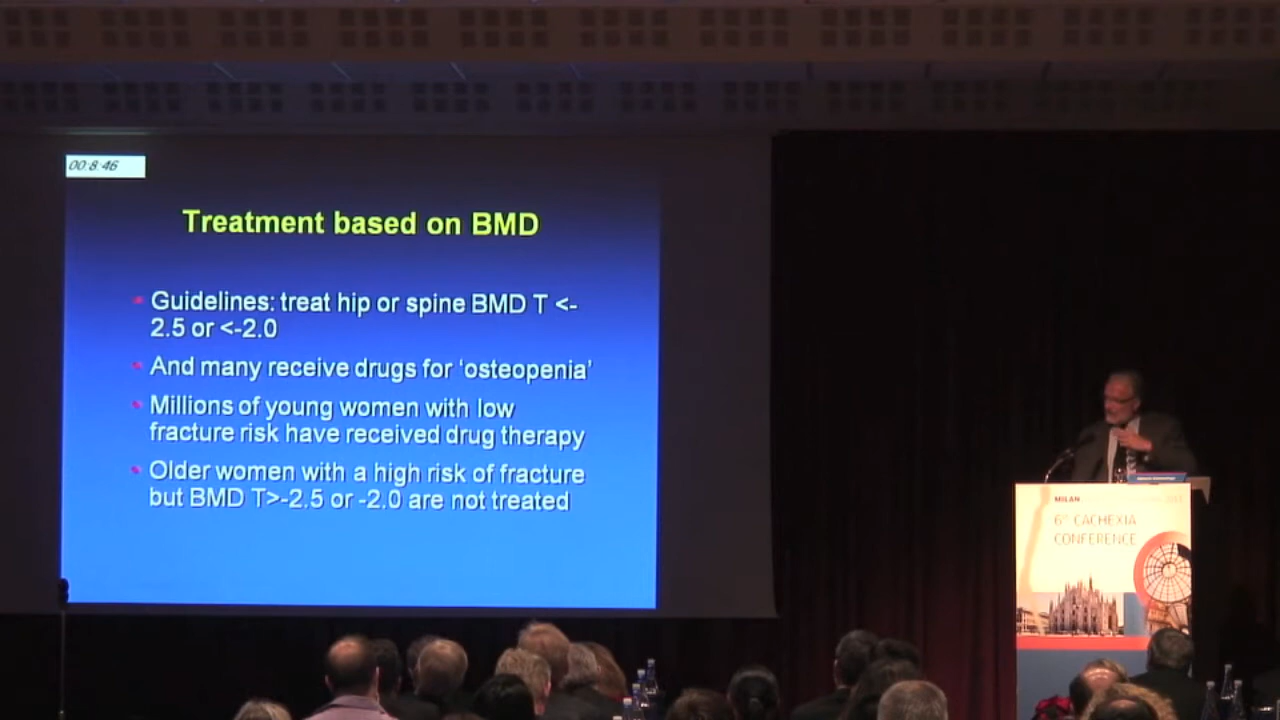 00:8:46
Treatment based on BMD
Guidelines: treat hip or spine BMD T <-
2.5 or <-2.0
And many receive drugs for ‘osteopenia’
Millions of young women with low
fracture risk have received drug therapy
Older women with a high risk of fracture
but BMD T>-2.5 or -2.0 are not treated
MILAN
6th CACHEXIA
CONFERENCE